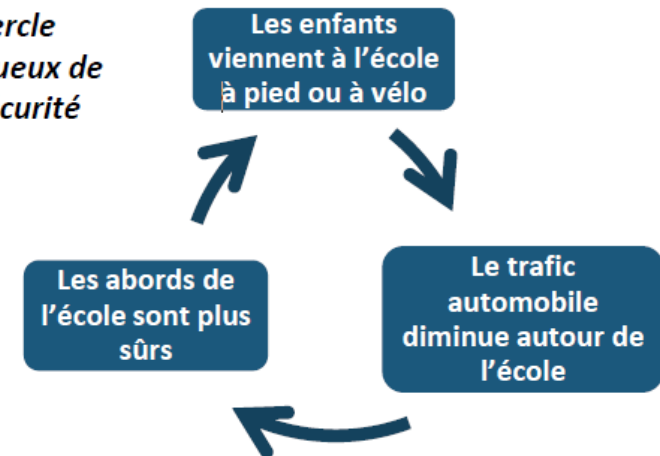 ercle
ueux de
curité
Les enfants
viennent à l'école
à pied ou à vélo
Le trafic
automobile
diminue autour de
l'école
Les abords de
l'école sont plus
sûrs